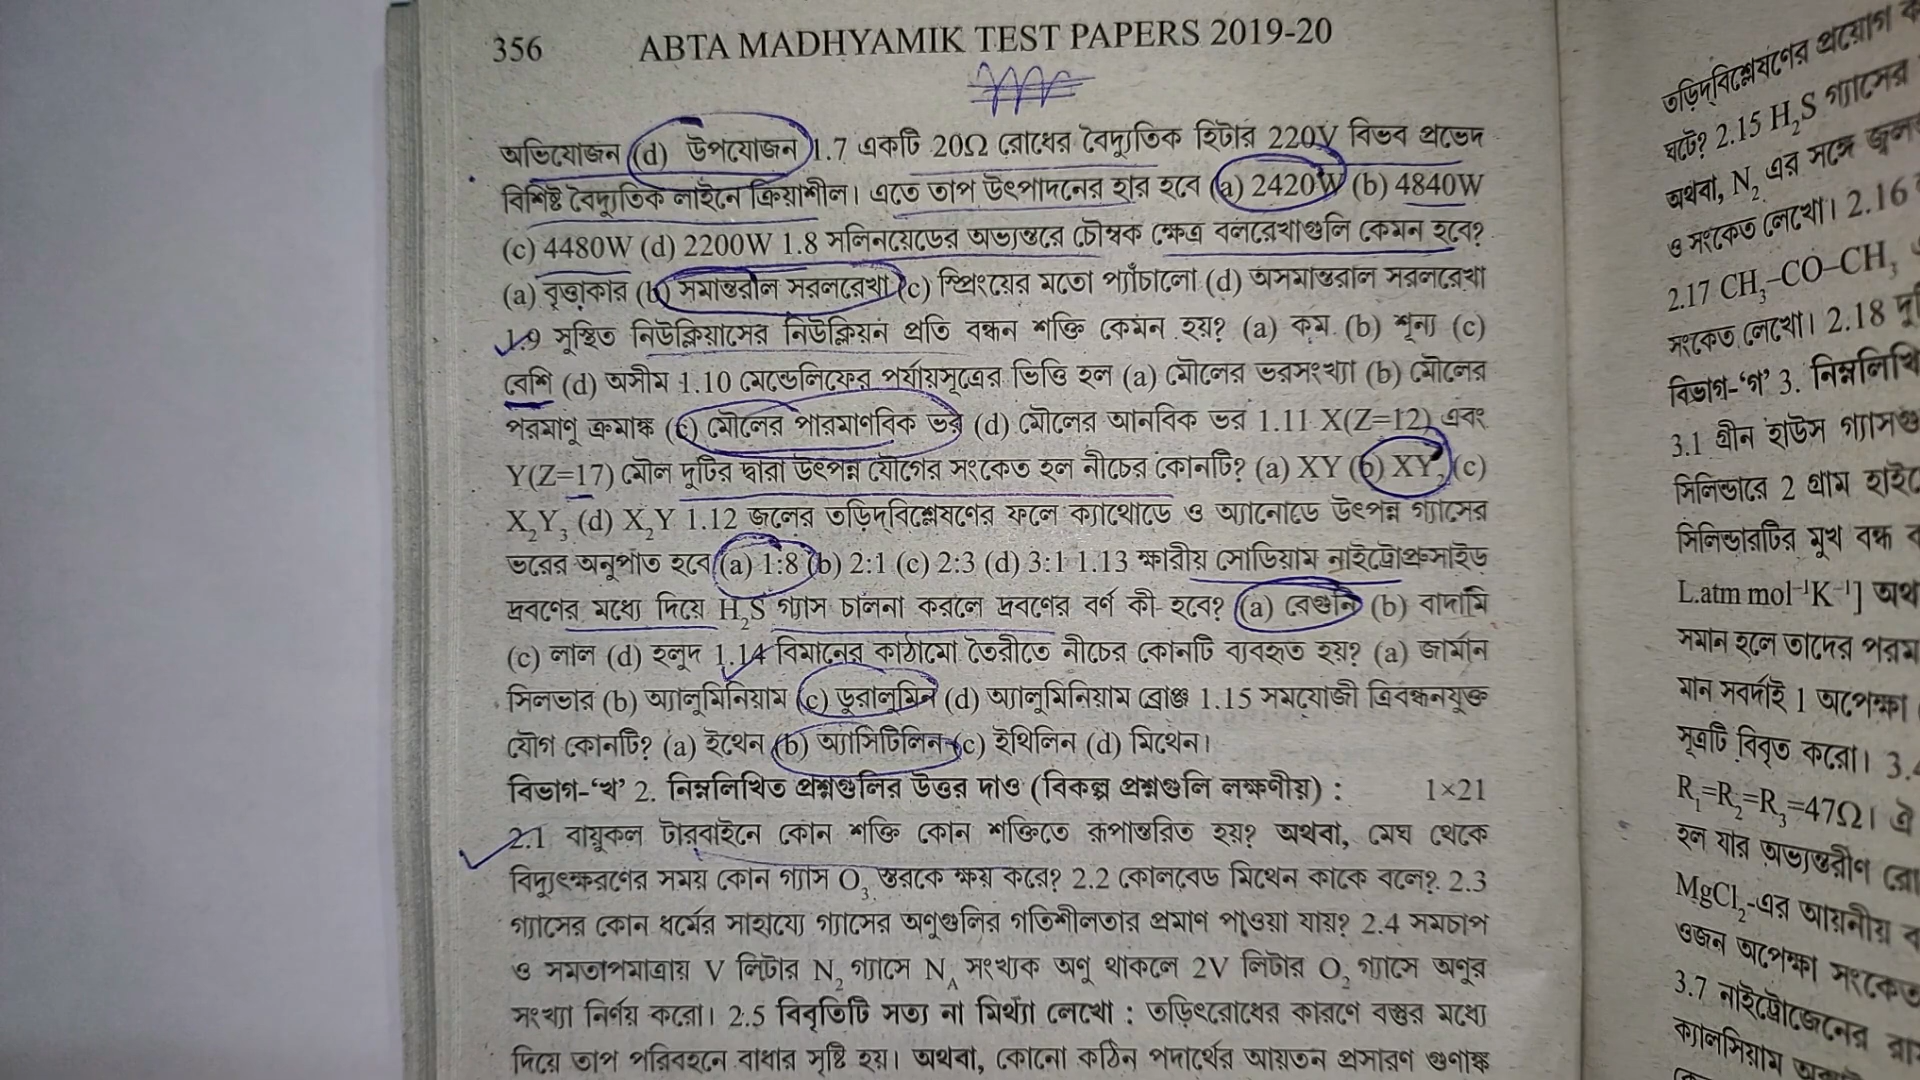 356 ABTA MADHYAMIK TEST PAPERS 2019-20
অভিযোজন (d) উপযোজন 1.7 একটি 20Ω রোধের বৈদ্যুতিক হিটার 220V বিভব প্রভেদ
বিশিষ্ট বৈদ্যুতিক লাইনে ক্রিয়াশীল। এতে তাপ উৎপাদনের হার হবে (a) 2420W (b) 4840W
(c) 4480W (d) 2200W 1.8 সলিনয়েডের অভ্যন্তরে চৌম্বক ক্ষেত্র বলরেখাগুলি কেমন হবে?
(a) বৃত্তাকার (b) সমান্তরাল সরলরেখা (c) স্প্রিংয়ের মতো প্যাঁচালো (d) অসমান্তরাল সরলরেখা
1.9 সুস্থিত নিউক্লিয়াসের নিউক্লিয়ন প্রতি বন্ধন শক্তি কেমন হয়? (a) কম (b) শূন্য (c)
বেশি (d) অসীম 1.10 মেন্ডেলিফের পর্যায়সূত্রের ভিত্তি হল (a) মৌলের ভরসংখ্যা (b) মৌলের
পরমাণু ক্রমাঙ্ক (c) মৌলের পারমাণবিক ভর (d) মৌলের আনবিক ভর 1.11 X(Z=12) এবং
Y(Z=17) মৌল দুটির দ্বারা উৎপন্ন যৌগের সংকেত হল নীচের কোনটি? (a) XY (b) XY₂ (c)
X₂Y₃ (d) X₂Y 1.12 জলের তড়িদ্‌বিশ্লেষণের ফলে ক্যাথোডে ও অ্যানোডে উৎপন্ন গ্যাসের
ভরের অনুপাত হবে (a) 1:8 (b) 2:1 (c) 2:3 (d) 3:1 1.13 ক্ষারীয় সোডিয়াম নাইট্রোপ্রুসাইড
দ্রবণের মধ্যে দিয়ে H₂S গ্যাস চালনা করলে দ্রবণের বর্ণ কী হবে? (a) বেগুনি (b) বাদামি
(c) লাল (d) হলুদ 1.14 বিমানের কাঠামো তৈরীতে নীচের কোনটি ব্যবহৃত হয়? (a) জার্মান
সিলভার (b) অ্যালুমিনিয়াম (c) ডুরালুমিন (d) অ্যালুমিনিয়াম ব্রোঞ্জ 1.15 সমযোজী ত্রিবন্ধনযুক্ত
যৌগ কোনটি? (a) ইথেন (b) অ্যাসিটিলিন (c) ইথিলিন (d) মিথেন।
বিভাগ-‘খ’ 2. নিম্নলিখিত প্রশ্নগুলির উত্তর দাও (বিকল্প প্রশ্নগুলি লক্ষণীয়) : 1×21
2.1 বায়ুকল টারবাইনে কোন শক্তি কোন শক্তিতে রূপান্তরিত হয়? অথবা, মেঘ থেকে
বিদ্যুৎক্ষরণের সময় কোন গ্যাস O₃ স্তরকে ক্ষয় করে? 2.2 কোলবেড মিথেন কাকে বলে? 2.3
গ্যাসের কোন ধর্মের সাহায্যে গ্যাসের অণুগুলির গতিশীলতার প্রমাণ পাওয়া যায়? 2.4 সমচাপ
ও সমতাপমাত্রায় V লিটার N₂ গ্যাসে N_A সংখ্যক অণু থাকলে 2V লিটার O₂ গ্যাসে অণুর
সংখ্যা নির্ণয় করো। 2.5 বিবৃতিটি সত্য না মিথ্যা লেখো : তড়িৎরোধের কারণে বস্তুর মধ্যে
দিয়ে তাপ পরিবহনে বাধার সৃষ্টি হয়। অথবা, কোনো কঠিন পদার্থের আয়তন প্রসারণ গুণাঙ্ক
তড়িদ্‌বিশ্লেষণের প্রয়োগ
ঘটে? 2.15 H₂S গ্যাসের
অথবা, N₂ এর সঙ্গে
ও সংকেত লেখো। 2.16
2.17 CH₃–CO–CH₃
সংকেত লেখো। 2.18
বিভাগ-‘গ’ 3. নিম্নলিখি
3.1 গ্রীন হাউস গ্যাসগু
সিলিন্ডারে 2 গ্রাম হাইড্রে
সিলিন্ডারটির মুখ বন্ধ
L.atm mol⁻¹K⁻¹] অথ
সমান হলে তাদের পরম
মান সবর্দাই 1 অপেক্ষা
সূত্রটি বিবৃত করো। 3.
R₁=R₂=R₃=47Ω। ঐ
হল যার অভ্যন্তরীণ রো
MgCl₂-এর আয়নীয়
ওজন অপেক্ষা সংকেত
3.7 নাইট্রোজেনের
ক্যালসিয়াম